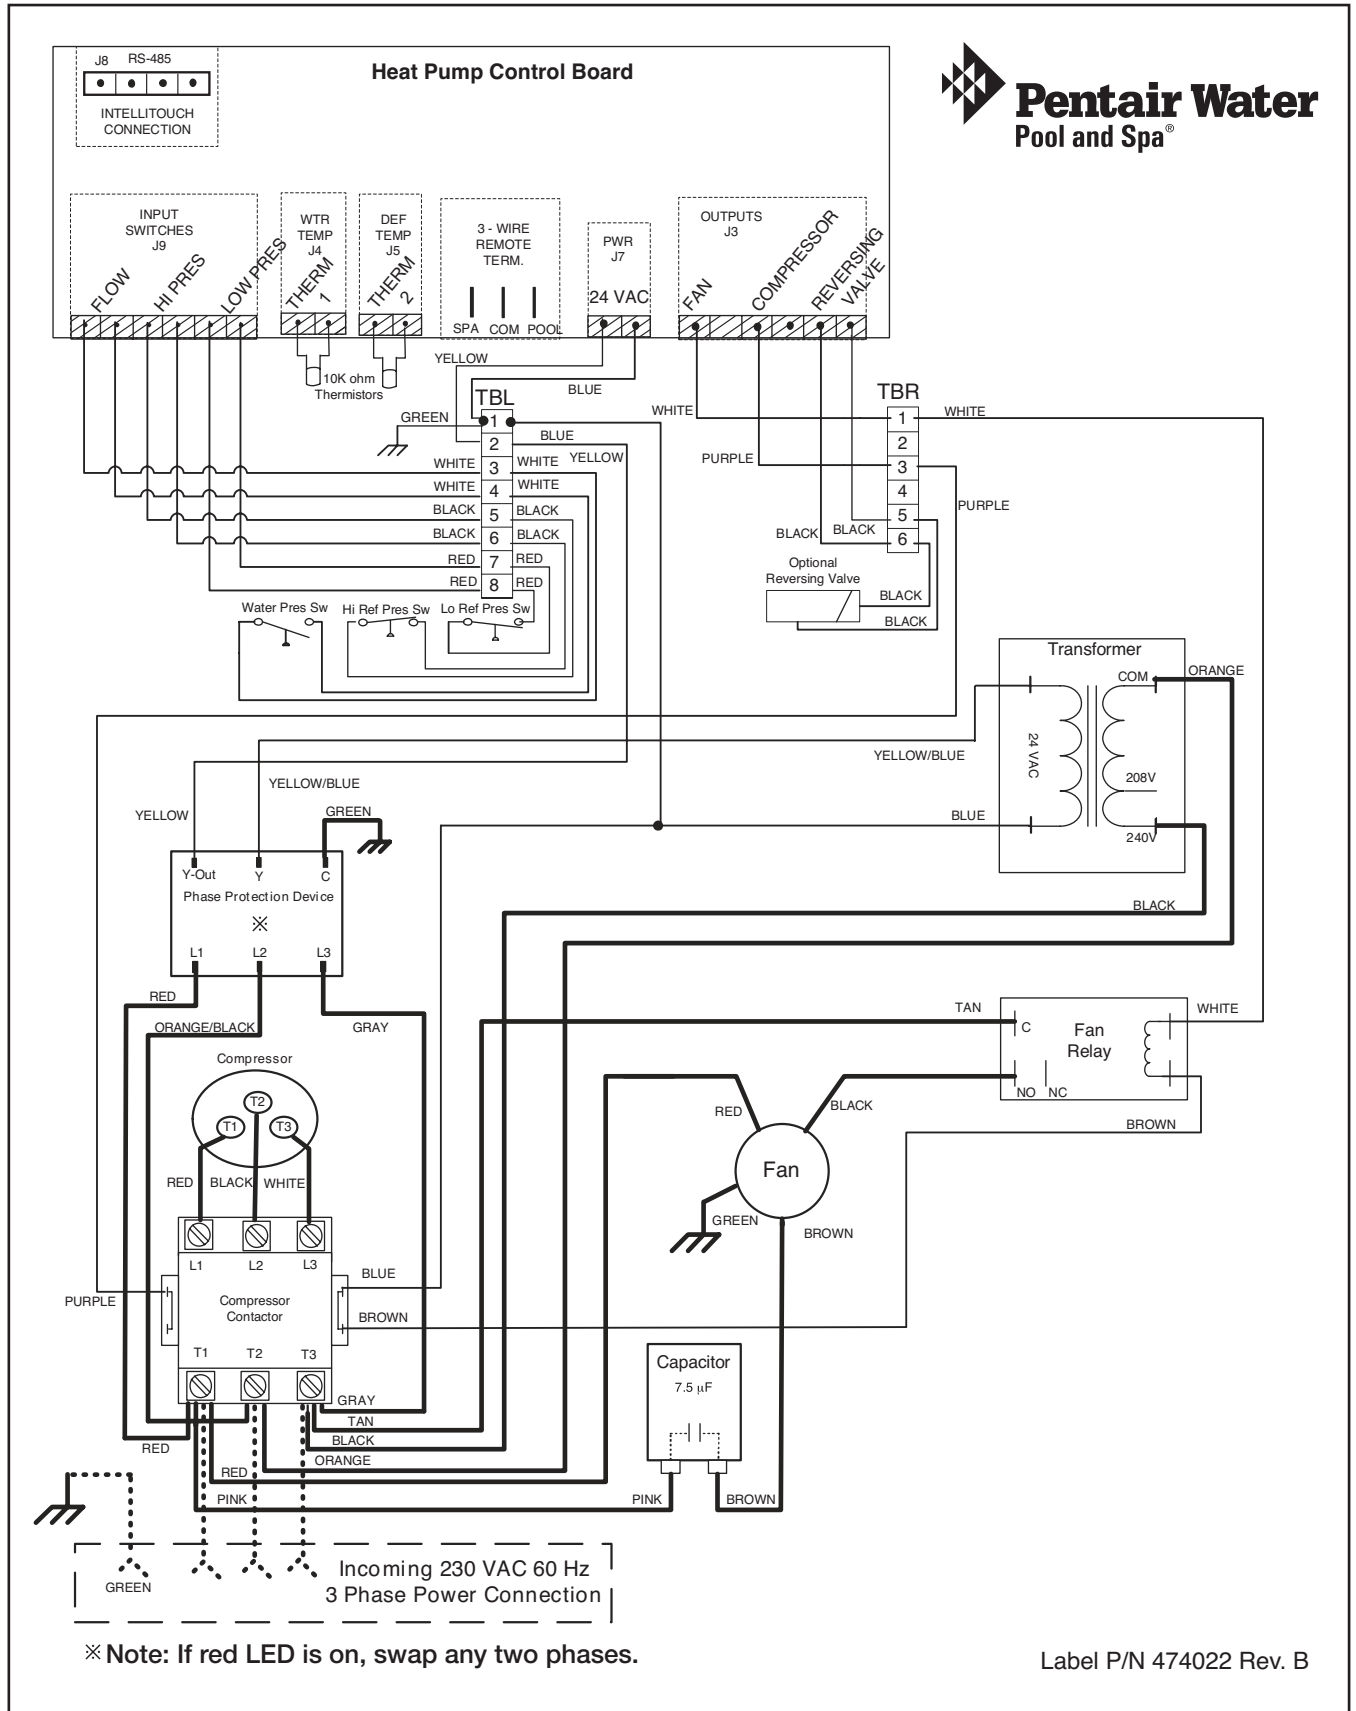 J8 RS-485
INTELLITOUCH
CONNECTION
Heat Pump Control Board
Pentair Water
Pool and Spa®
INPUT
SWITCHES
J9
FLOW
HI PRES
LOW PRES
WTR
TEMP
J4
THERM
1
DEF
TEMP
J5
THERM
2
3 - WIRE
REMOTE
TERM.
SPA COM POOL
PWR
J7
24 VAC
OUTPUTS
J3
FAN
COMPRESSOR
REVERSING
VALVE
10K ohm
Thermistors
YELLOW
BLUE
GREEN
TBL
1
2
3
4
5
6
7
8
BLUE
YELLOW
WHITE
WHITE
WHITE
WHITE
BLACK
BLACK
BLACK
BLACK
RED
RED
RED
RED
WHITE
TBR
1
2
3
4
5
6
WHITE
PURPLE
PURPLE
BLACK
BLACK
Optional
Reversing Valve
BLACK
BLACK
Water Pres Sw
Hi Ref Pres Sw
Lo Ref Pres Sw
Transformer
COM
ORANGE
24 VAC
208V
240V
YELLOW/BLUE
BLUE
BLACK
YELLOW/BLUE
YELLOW
GREEN
Y-Out Y C
Phase Protection Device
※
L1 L2 L3
RED
ORANGE/BLACK
GRAY
Compressor
T1
T2
T3
RED BLACK WHITE
TAN
C
Fan
Relay
NO NC
WHITE
BROWN
RED
BLACK
Fan
GREEN
BROWN
L1 L2 L3
Compressor
Contactor
T1 T2 T3
PURPLE
BLUE
BROWN
GRAY
TAN
BLACK
ORANGE
RED
RED
PINK
Capacitor
7.5 µF
PINK
BROWN
GREEN
Incoming 230 VAC 60 Hz
3 Phase Power Connection
※ Note: If red LED is on, swap any two phases.
Label P/N 474022 Rev. B